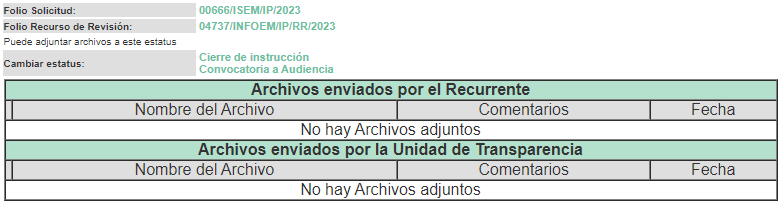 Folio Solicitud: 00666/ISEM/IP/2023
Folio Recurso de Revisión: 04737/INFOEM/IP/RR/2023
Puede adjuntar archivos a este estatus
Cambiar estatus: Cierre de instrucción
Convocatoria a Audiencia
Archivos enviados por el Recurrente
Nombre del Archivo Comentarios Fecha
No hay Archivos adjuntos
Archivos enviados por la Unidad de Transparencia
Nombre del Archivo Comentarios Fecha
No hay Archivos adjuntos